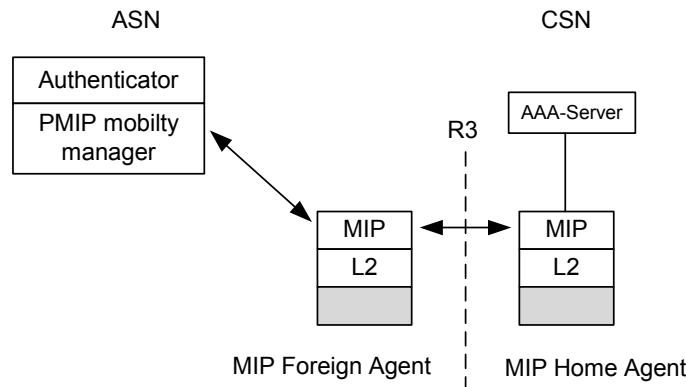 ASN
CSN
Authenticator
PMIP mobilty
manager
AAA-Server
R3
MIP
L2
MIP
L2
MIP Foreign Agent
MIP Home Agent